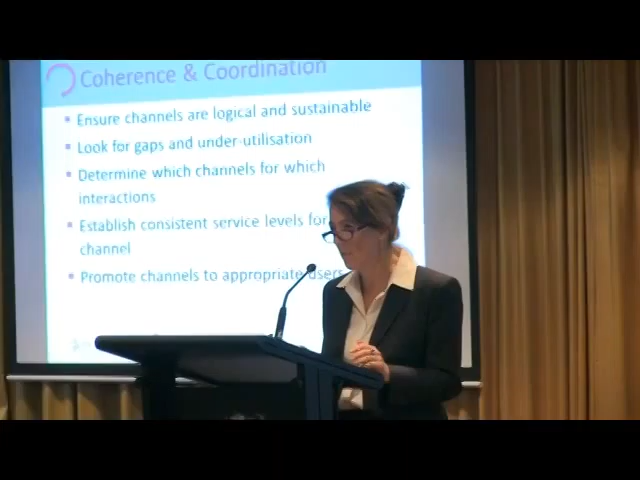 Coherence & Coordination
Ensure channels are logical and sustainable
Look for gaps and under-utilisation
Determine which channels for which
interactions
Establish consistent service levels for
channel
Promote channels to appropriate users